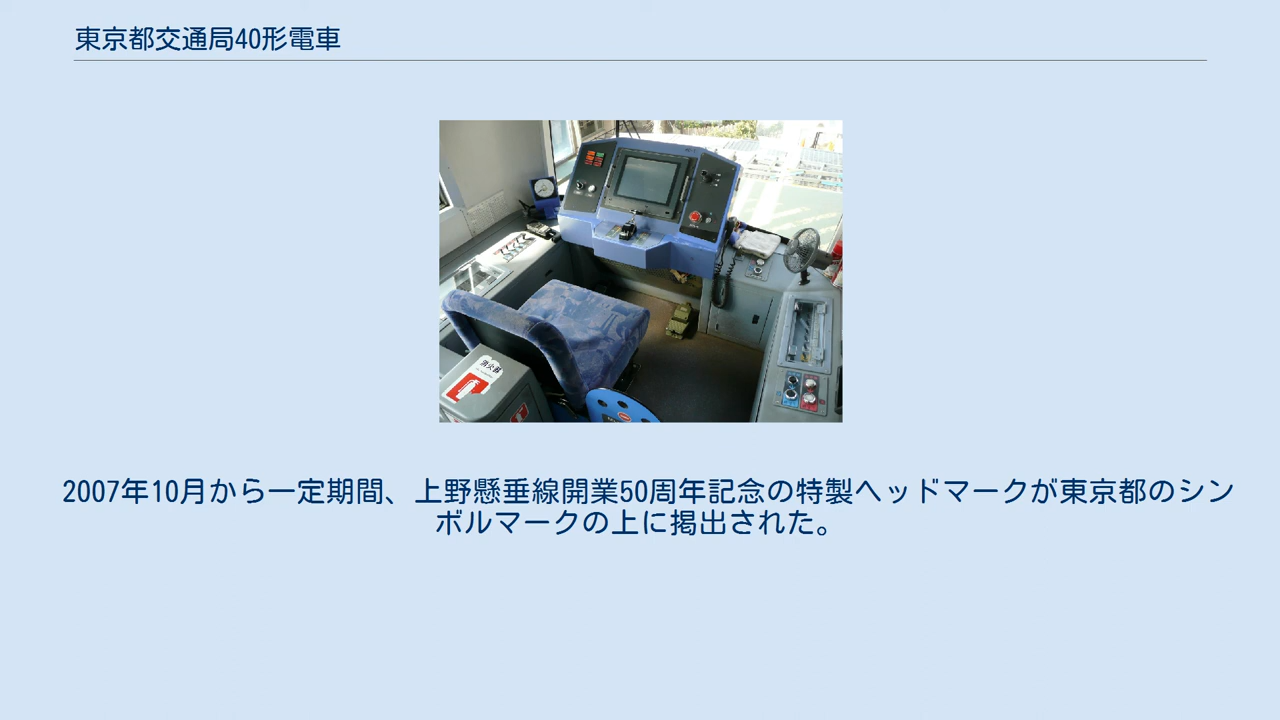 東京都交通局40形電車
消火器
2007年10月から一定期間、上野懸垂線開業50周年記念の特製ヘッドマークが東京都のシン
ボルマークの上に掲出された。